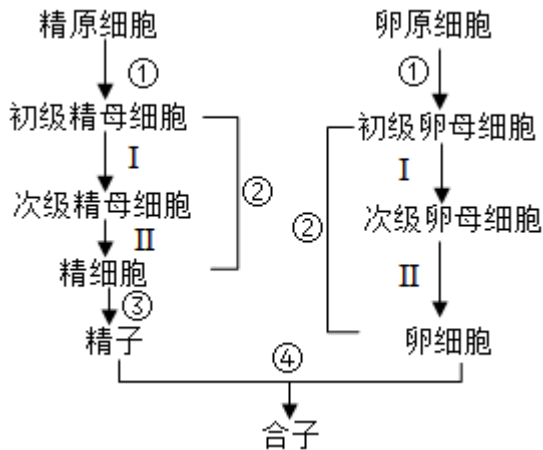 精原细胞 卵原细胞
① ①
初级精母细胞 初级卵母细胞
Ⅰ Ⅰ
② ②
次级精母细胞 次级卵母细胞
Ⅱ Ⅱ
精细胞
③
精子 卵细胞
④
合子